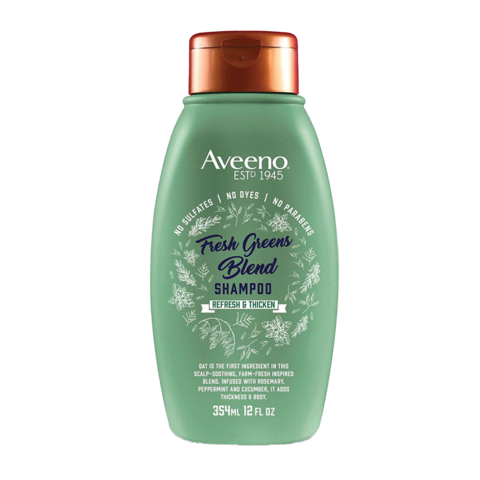 Aveeno®
ESTD 1945
NO SULFATES | NO DYES | NO PARABENS
Fresh Greens
Blend
SHAMPOO
REFRESH & THICKEN
OAT IS THE FIRST INGREDIENT IN THIS
SCALP-SOOTHING, FARM-FRESH INSPIRED
BLEND. INFUSED WITH ROSEMARY,
PEPPERMINT AND CUCUMBER, IT ADDS
THICKNESS & BODY.
354ML 12 FL OZ